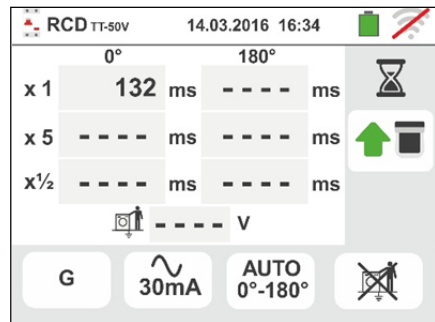 RCD TT-50V 14.03.2016 16:34
0° 180°
x 1 132 ms - - - - ms
x 5 - - - - ms - - - - ms
x½ - - - - ms - - - - ms
- - - - V
G 30mA AUTO 0°-180°